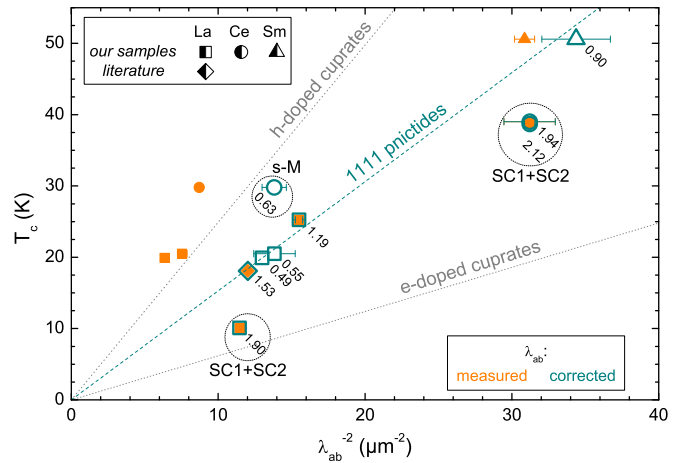 La Ce Sm
our samples
literature
h-doped cuprates
1111 pnictides
e-doped cuprates
0.90
1.94
2.12
SC1+SC2
s-M
0.63
1.19
0.55
0.49
1.53
1.90
SC1+SC2
λab:
measured corrected
50
40
30
20
10
0
Tc (K)
0 10 20 30 40
λab-2 (µm-2)